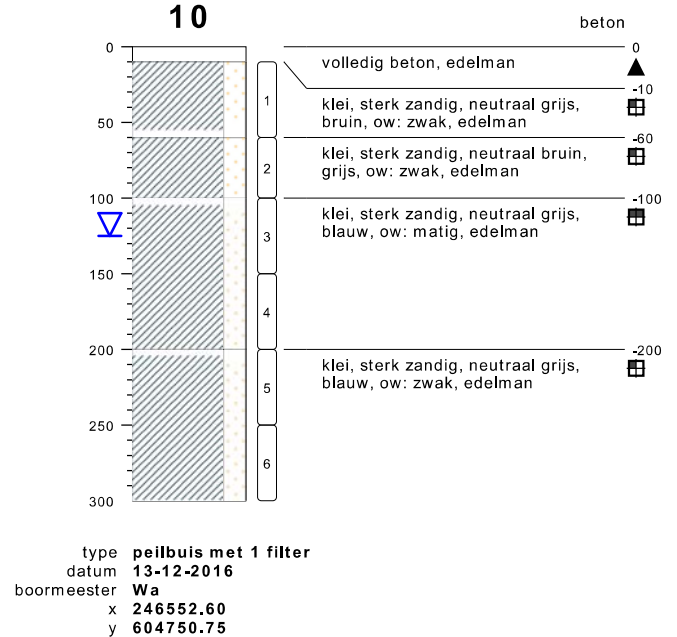 10
beton
0
volledig beton, edelman
0
-10
1
klei, sterk zandig, neutraal grijs,
bruin, ow: zwak, edelman
50
-60
2
klei, sterk zandig, neutraal bruin,
grijs, ow: zwak, edelman
100
-100
3
klei, sterk zandig, neutraal grijs,
blauw, ow: matig, edelman
150
4
200
-200
5
klei, sterk zandig, neutraal grijs,
blauw, ow: zwak, edelman
250
6
300
type peilbuis met 1 filter
datum 13-12-2016
boormeester Wa
x 246552.60
y 604750.75